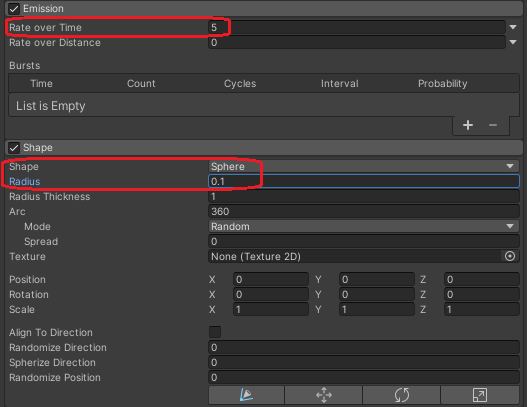 Emission
Rate over Time 5
Rate over Distance 0
Bursts
Time Count Cycles Interval Probability
List is Empty
+ −
Shape
Shape Sphere
Radius 0.1
Radius Thickness 1
Arc 360
Mode Random
Spread 0
Texture None (Texture 2D)
Position X 0 Y 0 Z 0
Rotation X 0 Y 0 Z 0
Scale X 1 Y 1 Z 1
Align To Direction
Randomize Direction 0
Spherize Direction 0
Randomize Position 0